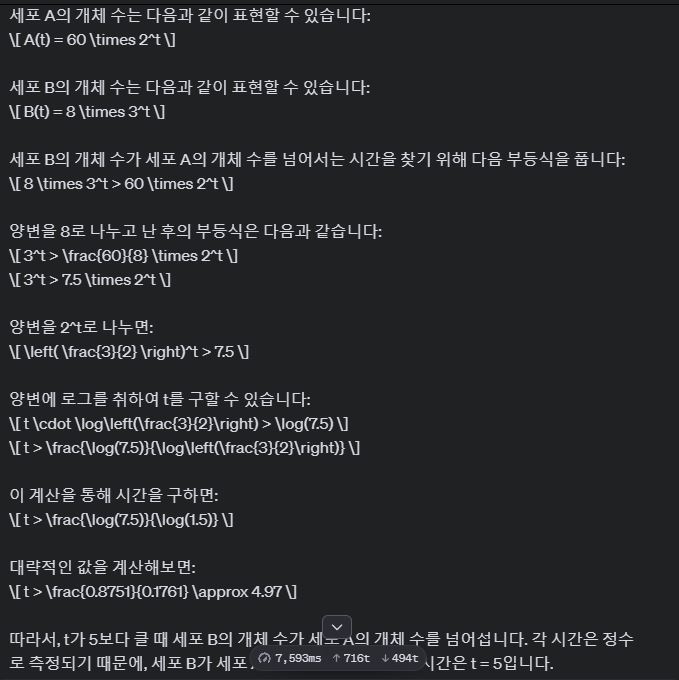 세포 A의 개체 수는 다음과 같이 표현할 수 있습니다:
\[ A(t) = 60 \times 2^t \]
세포 B의 개체 수는 다음과 같이 표현할 수 있습니다:
\[ B(t) = 8 \times 3^t \]
세포 B의 개체 수가 세포 A의 개체 수를 넘어서는 시간을 찾기 위해 다음 부등식을 풉니다:
\[ 8 \times 3^t > 60 \times 2^t \]
양변을 8로 나누고 난 후의 부등식은 다음과 같습니다:
\[ 3^t > \frac{60}{8} \times 2^t \]
\[ 3^t > 7.5 \times 2^t \]
양변을 2^t로 나누면:
\[ \left( \frac{3}{2} \right)^t > 7.5 \]
양변에 로그를 취하여 t를 구할 수 있습니다:
\[ t \cdot \log\left(\frac{3}{2}\right) > \log(7.5) \]
\[ t > \frac{\log(7.5)}{\log\left(\frac{3}{2}\right)} \]
이 계산을 통해 시간을 구하면:
\[ t > \frac{\log(7.5)}{\log(1.5)} \]
대략적인 값을 계산해보면:
\[ t > \frac{0.8751}{0.1761} \approx 4.97 \]
따라서, t가 5보다 클 때 세포 B의 개체 수가 세포 A의 개체 수를 넘어섭니다. 각 시간은 정수
로 측정되기 때문에, 세포 B가 세포 시간은 t = 5입니다.
7,593ms ↑716t ↓494t